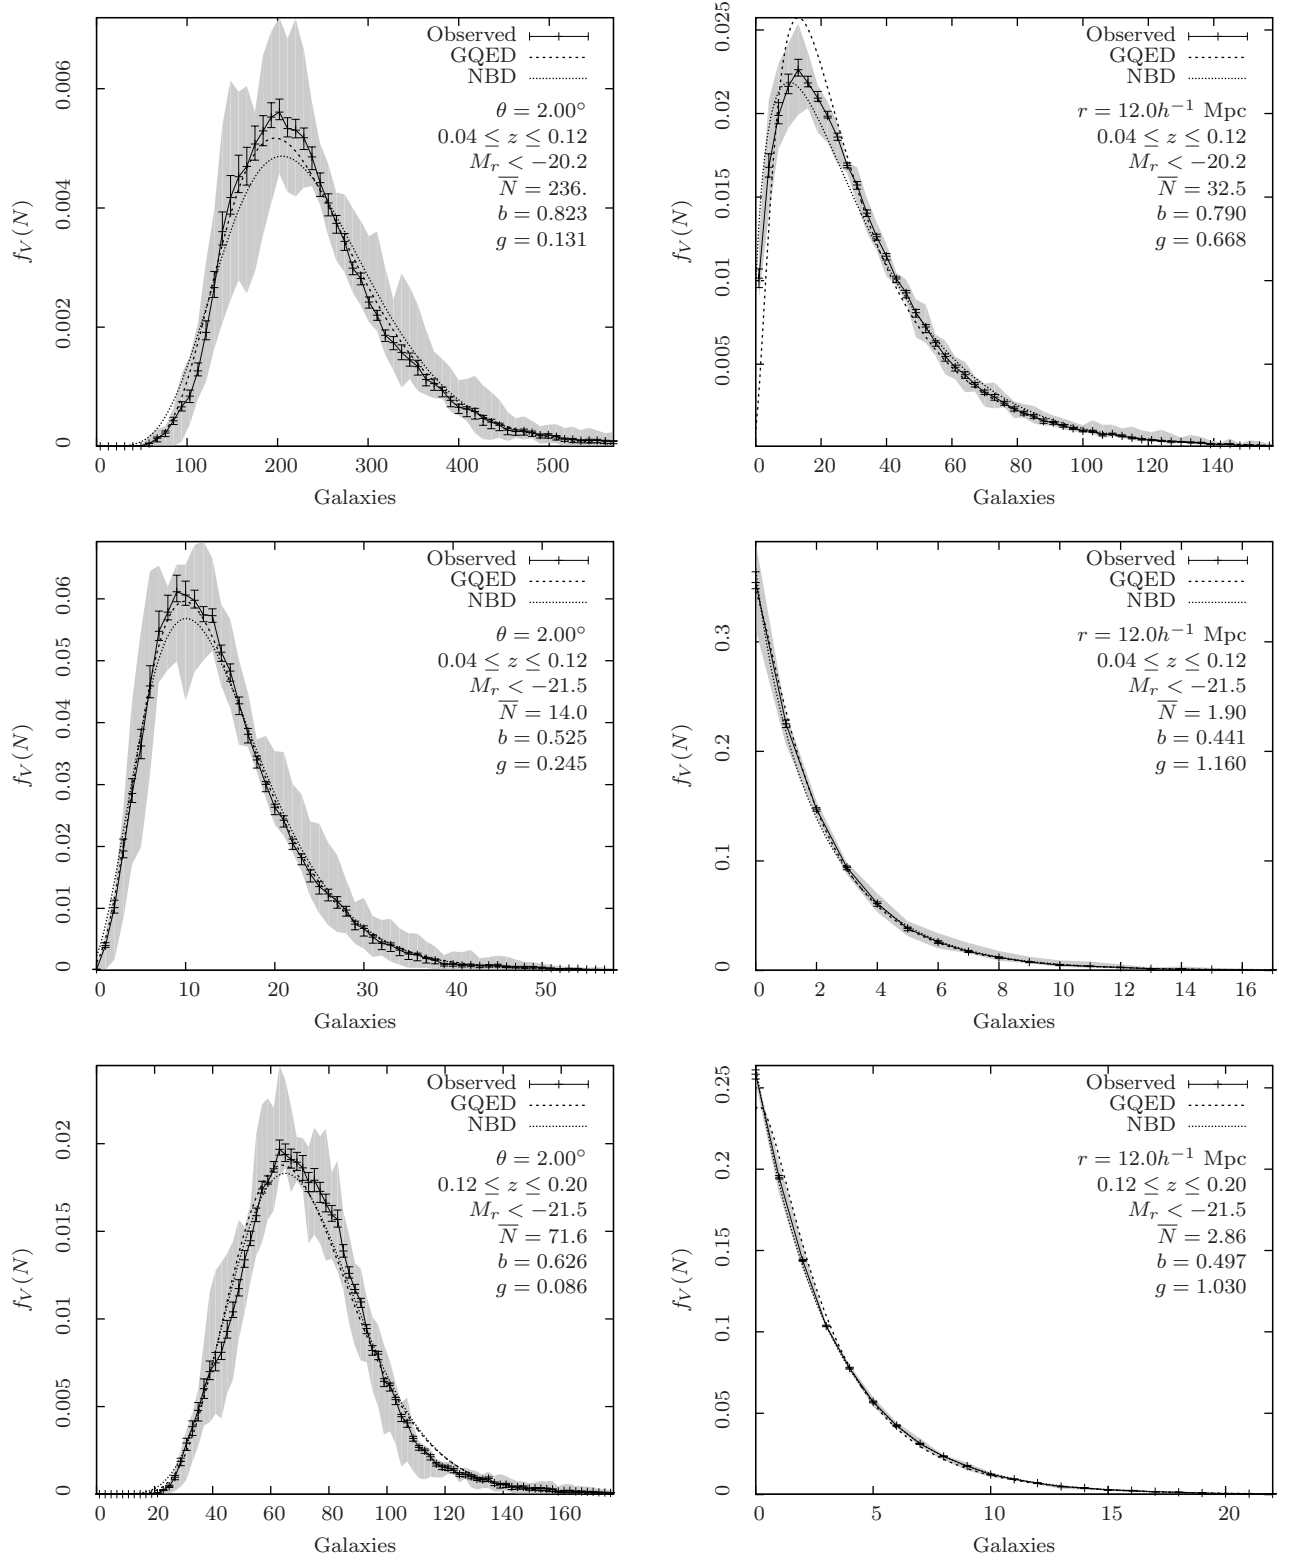 Observed
GQED
NBD
θ = 2.00°
0.04 ≤ z ≤ 0.12
M_r < −20.2
N̅ = 236.
b = 0.823
g = 0.131
f_V(N)
0.006
0.004
0.002
0
0 100 200 300 400 500
Galaxies
Observed
GQED
NBD
r = 12.0h⁻¹ Mpc
0.04 ≤ z ≤ 0.12
M_r < −20.2
N̅ = 32.5
b = 0.790
g = 0.668
f_V(N)
0.025
0.02
0.015
0.01
0.005
0 20 40 60 80 100 120 140
Galaxies
Observed
GQED
NBD
θ = 2.00°
0.04 ≤ z ≤ 0.12
M_r < −21.5
N̅ = 14.0
b = 0.525
g = 0.245
f_V(N)
0.06
0.05
0.04
0.03
0.02
0.01
0
0 10 20 30 40 50
Galaxies
Observed
GQED
NBD
r = 12.0h⁻¹ Mpc
0.04 ≤ z ≤ 0.12
M_r < −21.5
N̅ = 1.90
b = 0.441
g = 1.160
f_V(N)
0.3
0.2
0.1
0
0 2 4 6 8 10 12 14 16
Galaxies
Observed
GQED
NBD
θ = 2.00°
0.12 ≤ z ≤ 0.20
M_r < −21.5
N̅ = 71.6
b = 0.626
g = 0.086
f_V(N)
0.02
0.015
0.01
0.005
0
0 20 40 60 80 100 120 140 160
Galaxies
Observed
GQED
NBD
r = 12.0h⁻¹ Mpc
0.12 ≤ z ≤ 0.20
M_r < −21.5
N̅ = 2.86
b = 0.497
g = 1.030
f_V(N)
0.25
0.2
0.15
0.1
0.05
0
0 5 10 15 20
Galaxies